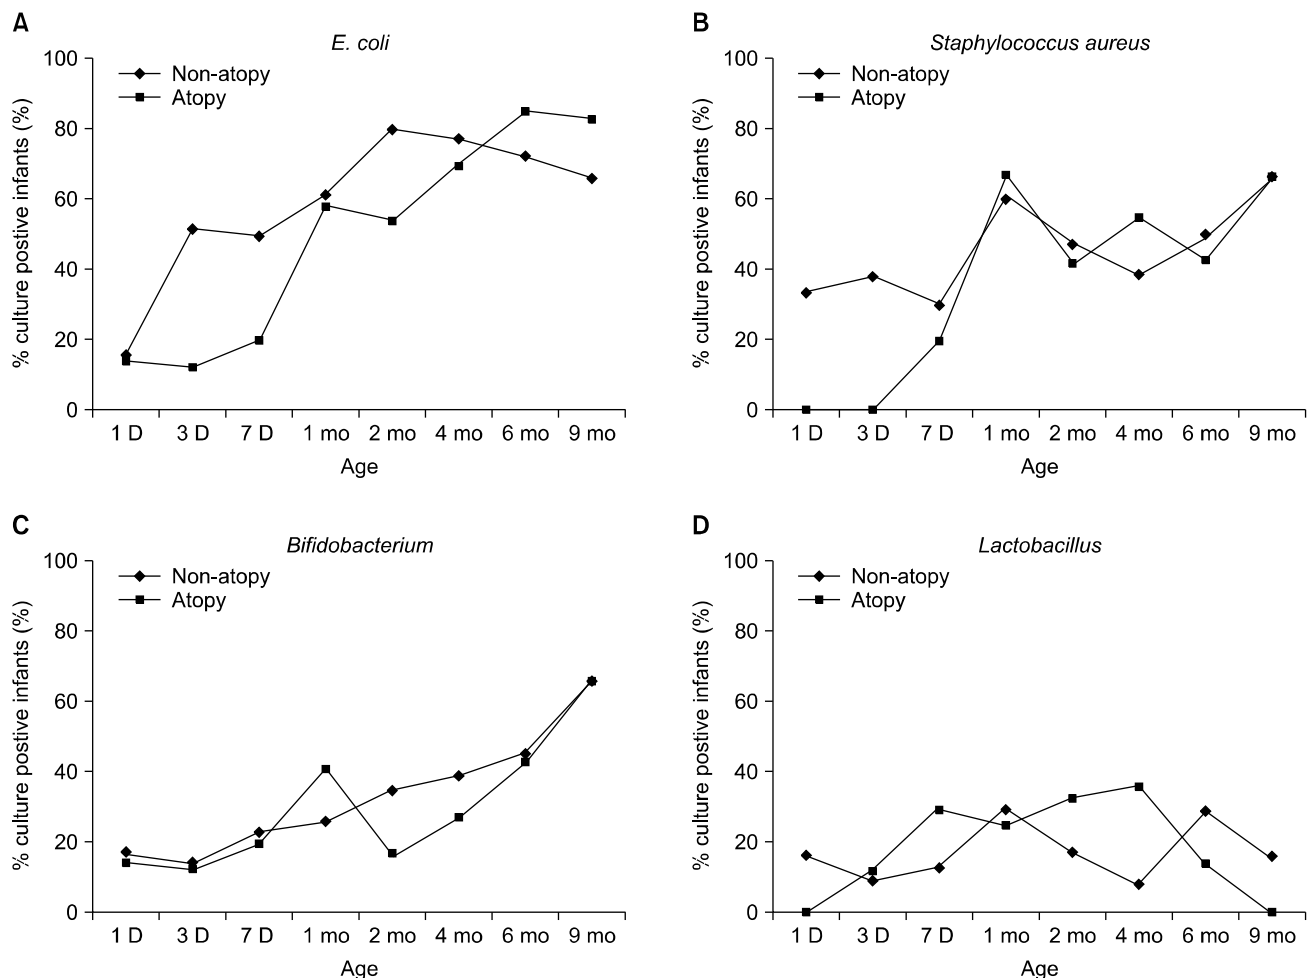 A
E. coli
Non-atopy
Atopy
% culture postive infants (%)
100
80
60
40
20
0
1 D 3 D 7 D 1 mo 2 mo 4 mo 6 mo 9 mo
Age
B
Staphylococcus aureus
Non-atopy
Atopy
% culture postive infants (%)
100
80
60
40
20
0
1 D 3 D 7 D 1 mo 2 mo 4 mo 6 mo 9 mo
Age
C
Bifidobacterium
Non-atopy
Atopy
% culture postive infants (%)
100
80
60
40
20
0
1 D 3 D 7 D 1 mo 2 mo 4 mo 6 mo 9 mo
Age
D
Lactobacillus
Non-atopy
Atopy
% culture postive infants (%)
100
80
60
40
20
0
1 D 3 D 7 D 1 mo 2 mo 4 mo 6 mo 9 mo
Age